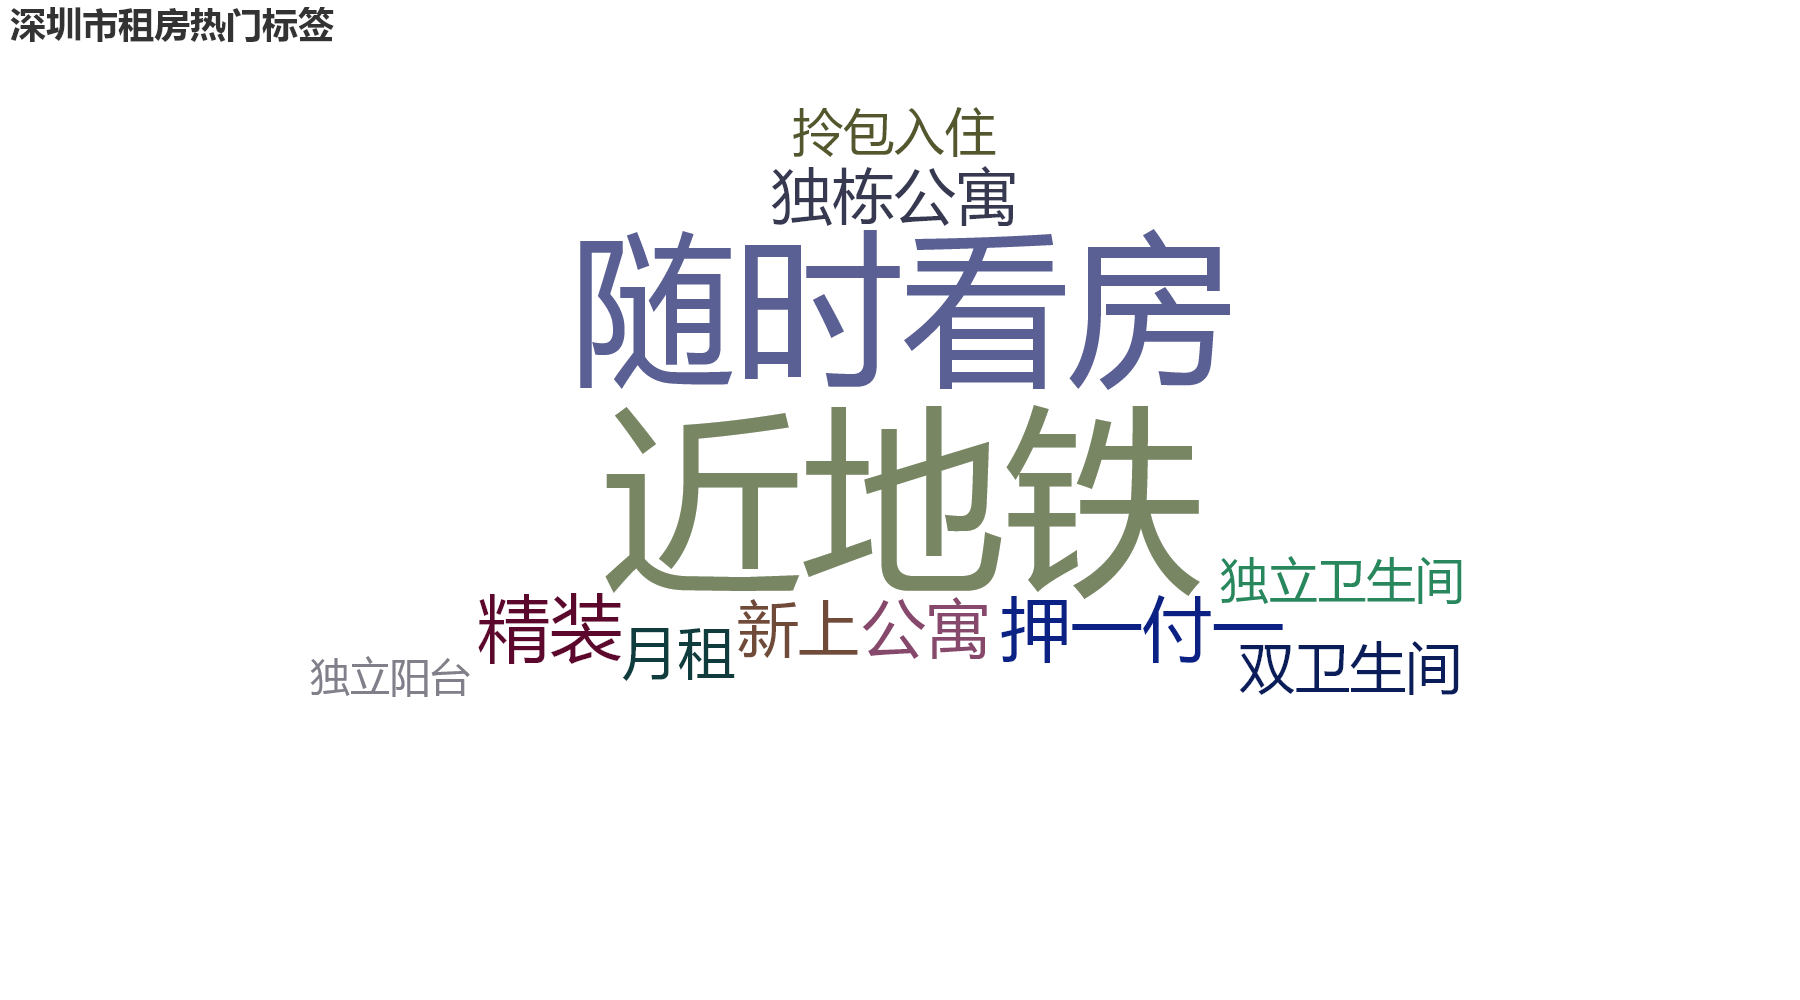 深圳市租房热门标签
拎包入住
独栋公寓
随时看房
近地铁
独立卫生间
精装
月租
新上
公寓
押一付一
双卫生间
独立阳台